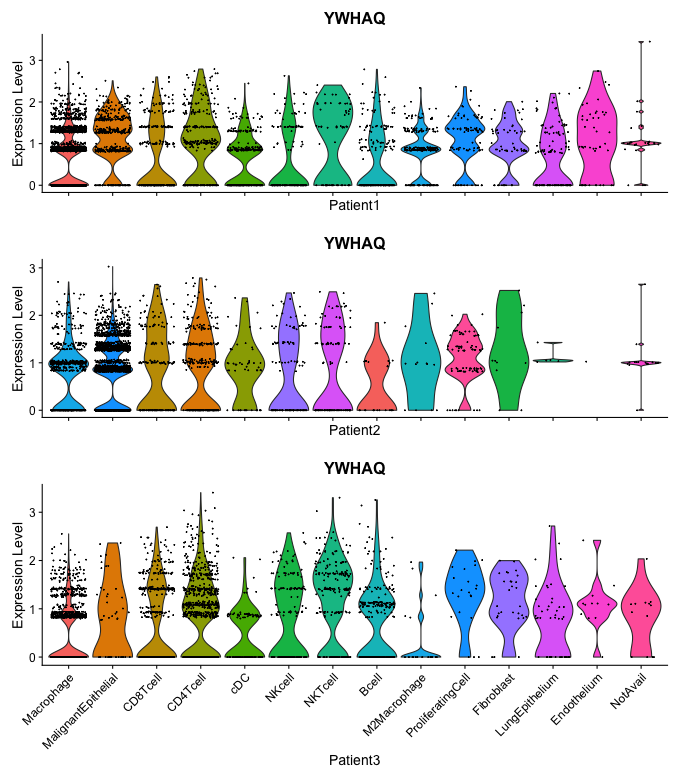 YWHAQ
Expression Level
3
2
1
0
Patient1
YWHAQ
Expression Level
3
2
1
0
Patient2
YWHAQ
Expression Level
3
2
1
0
Macrophage
MalignantEpithelial
CD8Tcell
CD4Tcell
cDC
NKcell
NKTcell
Bcell
M2Macrophage
ProliferatingCell
Fibroblast
LungEpithelium
Endothelium
NotAvail
Patient3